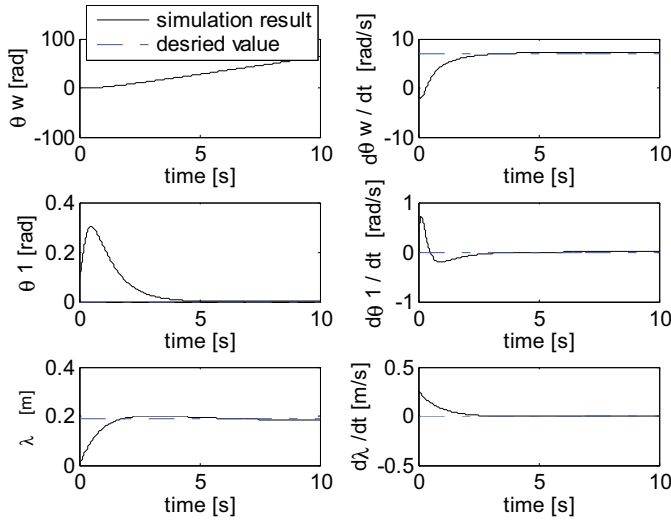 simulation result
desried value
100
0
-100
θ w [rad]
0 5 10
time [s]
10
0
-10
dθ w / dt [rad/s]
0 5 10
time [s]
0.4
0.2
0
θ 1 [rad]
0 5 10
time [s]
1
0
-1
dθ 1 / dt [rad/s]
0 5 10
time [s]
0.4
0.2
0
λ [m]
0 5 10
time [s]
0.5
0
-0.5
dλ /dt [m/s]
0 5 10
time [s]